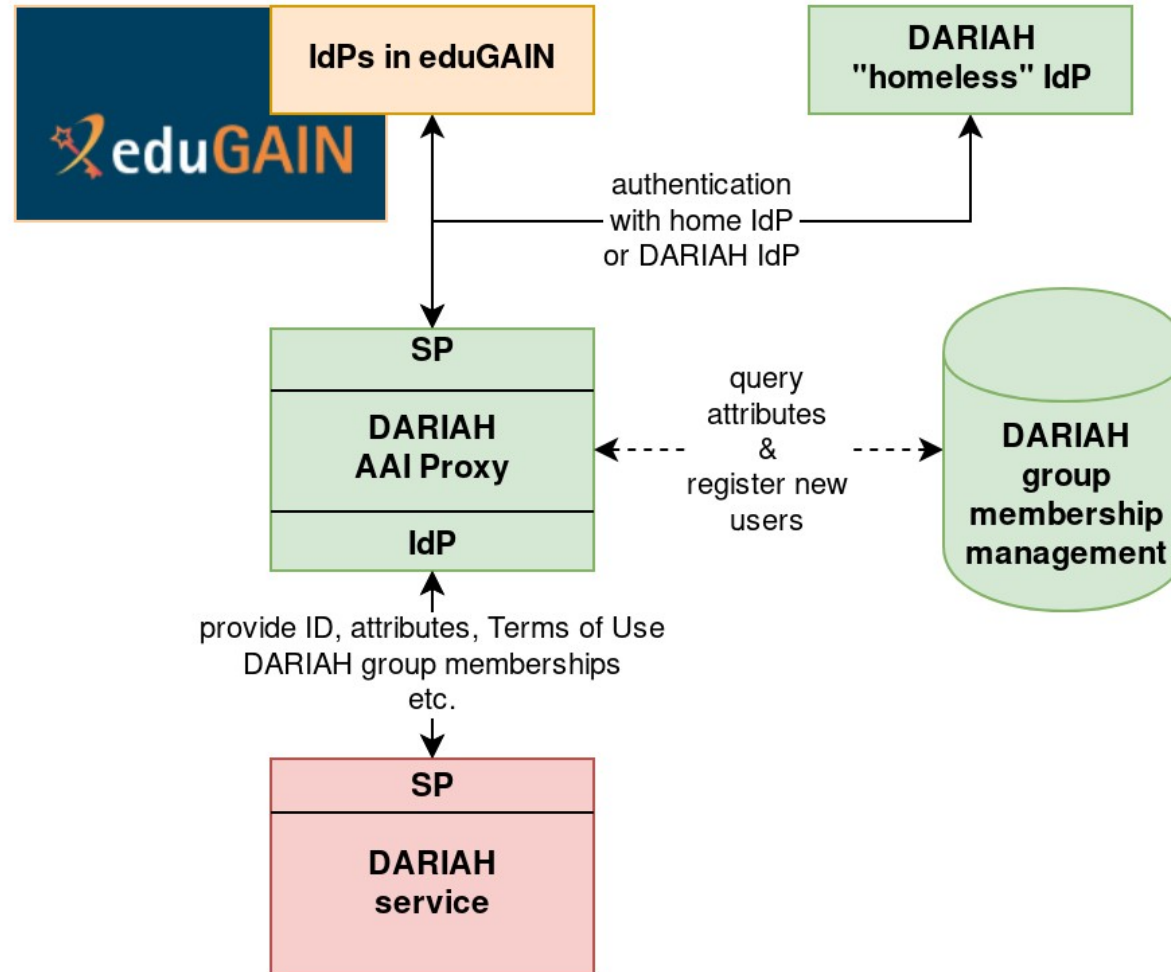 IdPs in eduGAIN
eduGAIN
DARIAH
"homeless" IdP
authentication
with home IdP
or DARIAH IdP
SP
DARIAH
AAI Proxy
IdP
query
attributes
&
register new
users
DARIAH
group
membership
management
provide ID, attributes, Terms of Use
DARIAH group memberships
etc.
SP
DARIAH
service